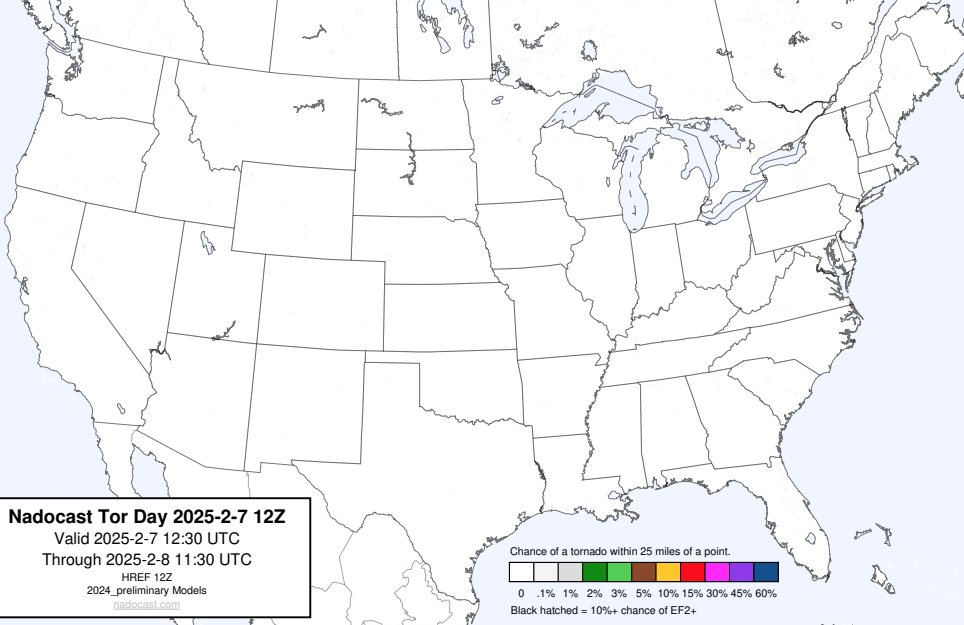 Nadocast Tor Day 2025-2-7 12Z
Valid 2025-2-7 12:30 UTC
Through 2025-2-8 11:30 UTC
HREF 12Z
2024_preliminary Models
nadocast.com
Chance of a tornado within 25 miles of a point.
0 .1% 1% 2% 3% 5% 10% 15% 30% 45% 60%
Black hatched = 10%+ chance of EF2+